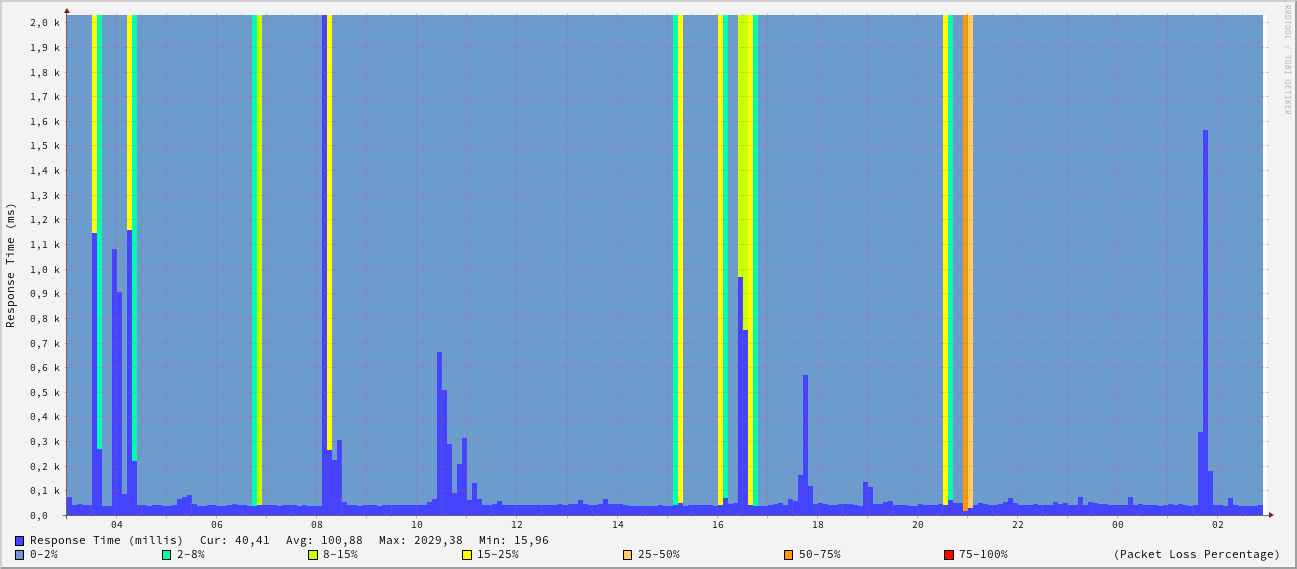 RRDTOOL / TOBI OETIKER
Response Time (ms)
2,0 k
1,9 k
1,8 k
1,7 k
1,6 k
1,5 k
1,4 k
1,3 k
1,2 k
1,1 k
1,0 k
0,9 k
0,8 k
0,7 k
0,6 k
0,5 k
0,4 k
0,3 k
0,2 k
0,1 k
0,0
04 06 08 10 12 14 16 18 20 22 00 02
Response Time (millis) Cur: 40,41 Avg: 100,88 Max: 2029,38 Min: 15,96
0-2% 2-8% 8-15% 15-25% 25-50% 50-75% 75-100% (Packet Loss Percentage)